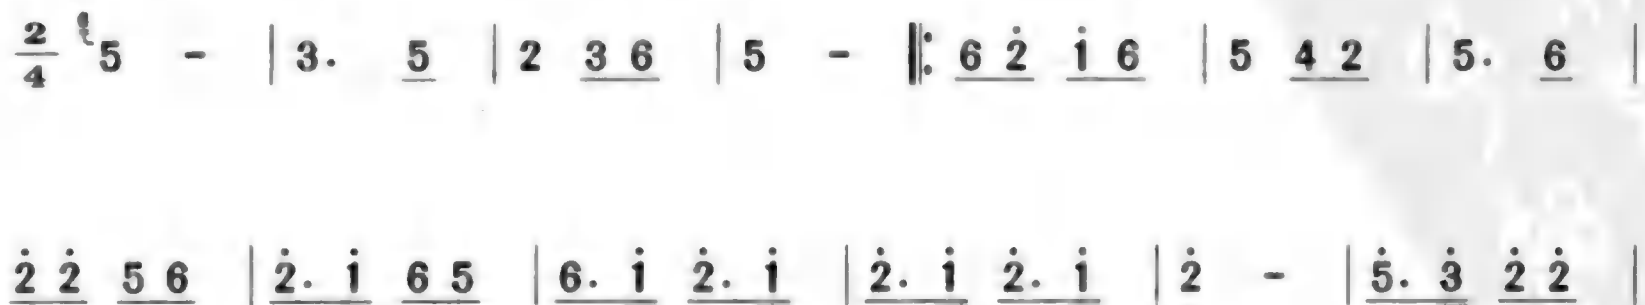 2/4 5 - | 3. 5 | 2 3 6 | 5 - ‖: 6 2̇ 1̇ 6 | 5 4 2 | 5. 6 |
2̇ 2̇ 5 6 | 2̇. 1̇ 6 5 | 6. 1̇ 2̇. 1̇ | 2̇. 1̇ 2̇. 1̇ | 2̇ - | 5̇. 3̇ 2̇ 2̇ |